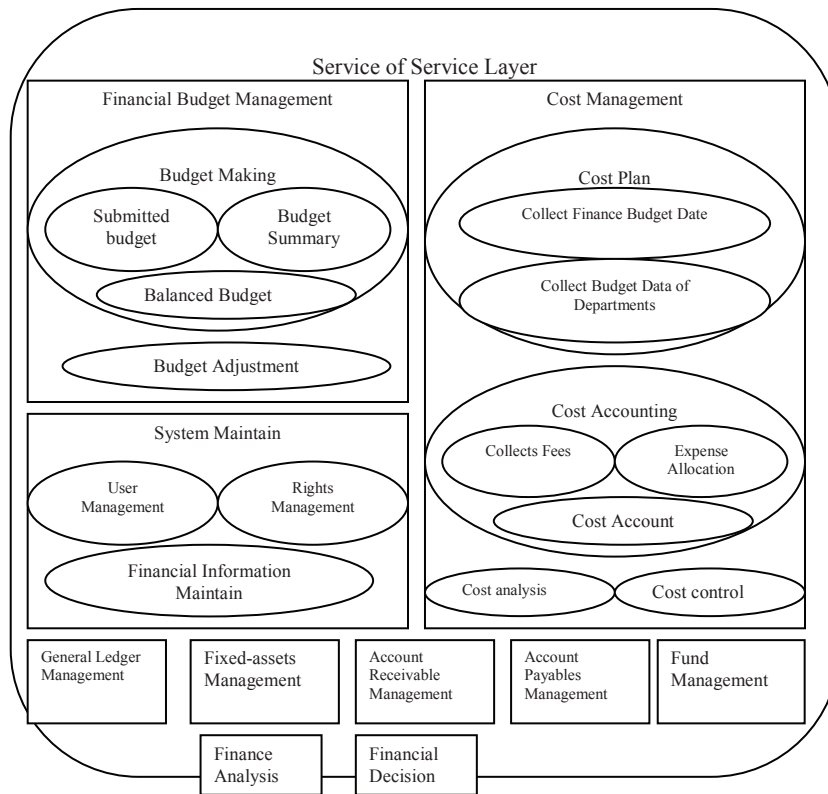 Service of Service Layer
Financial Budget Management
Budget Making
Submitted
budget
Budget
Summary
Balanced Budget
Budget Adjustment
System Maintain
User
Management
Rights
Management
Financial Information
Maintain
Cost Management
Cost Plan
Collect Finance Budget Date
Collect Budget Data of
Departments
Cost Accounting
Collects Fees
Expense
Allocation
Cost Account
Cost analysis
Cost control
General Ledger
Management
Fixed-assets
Management
Account
Receivable
Management
Account
Payables
Management
Fund
Management
Finance
Analysis
Financial
Decision